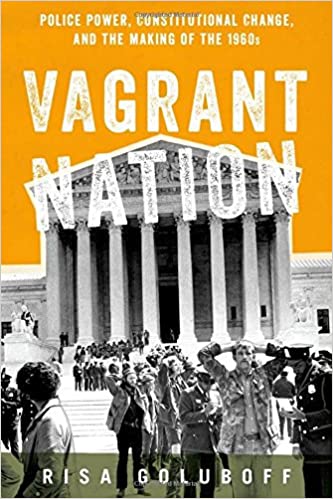 POLICE POWER, CONSTITUTIONAL CHANGE,
AND THE MAKING OF THE 1960s
VAGRANT
NATION
RISA GOLUBOFF